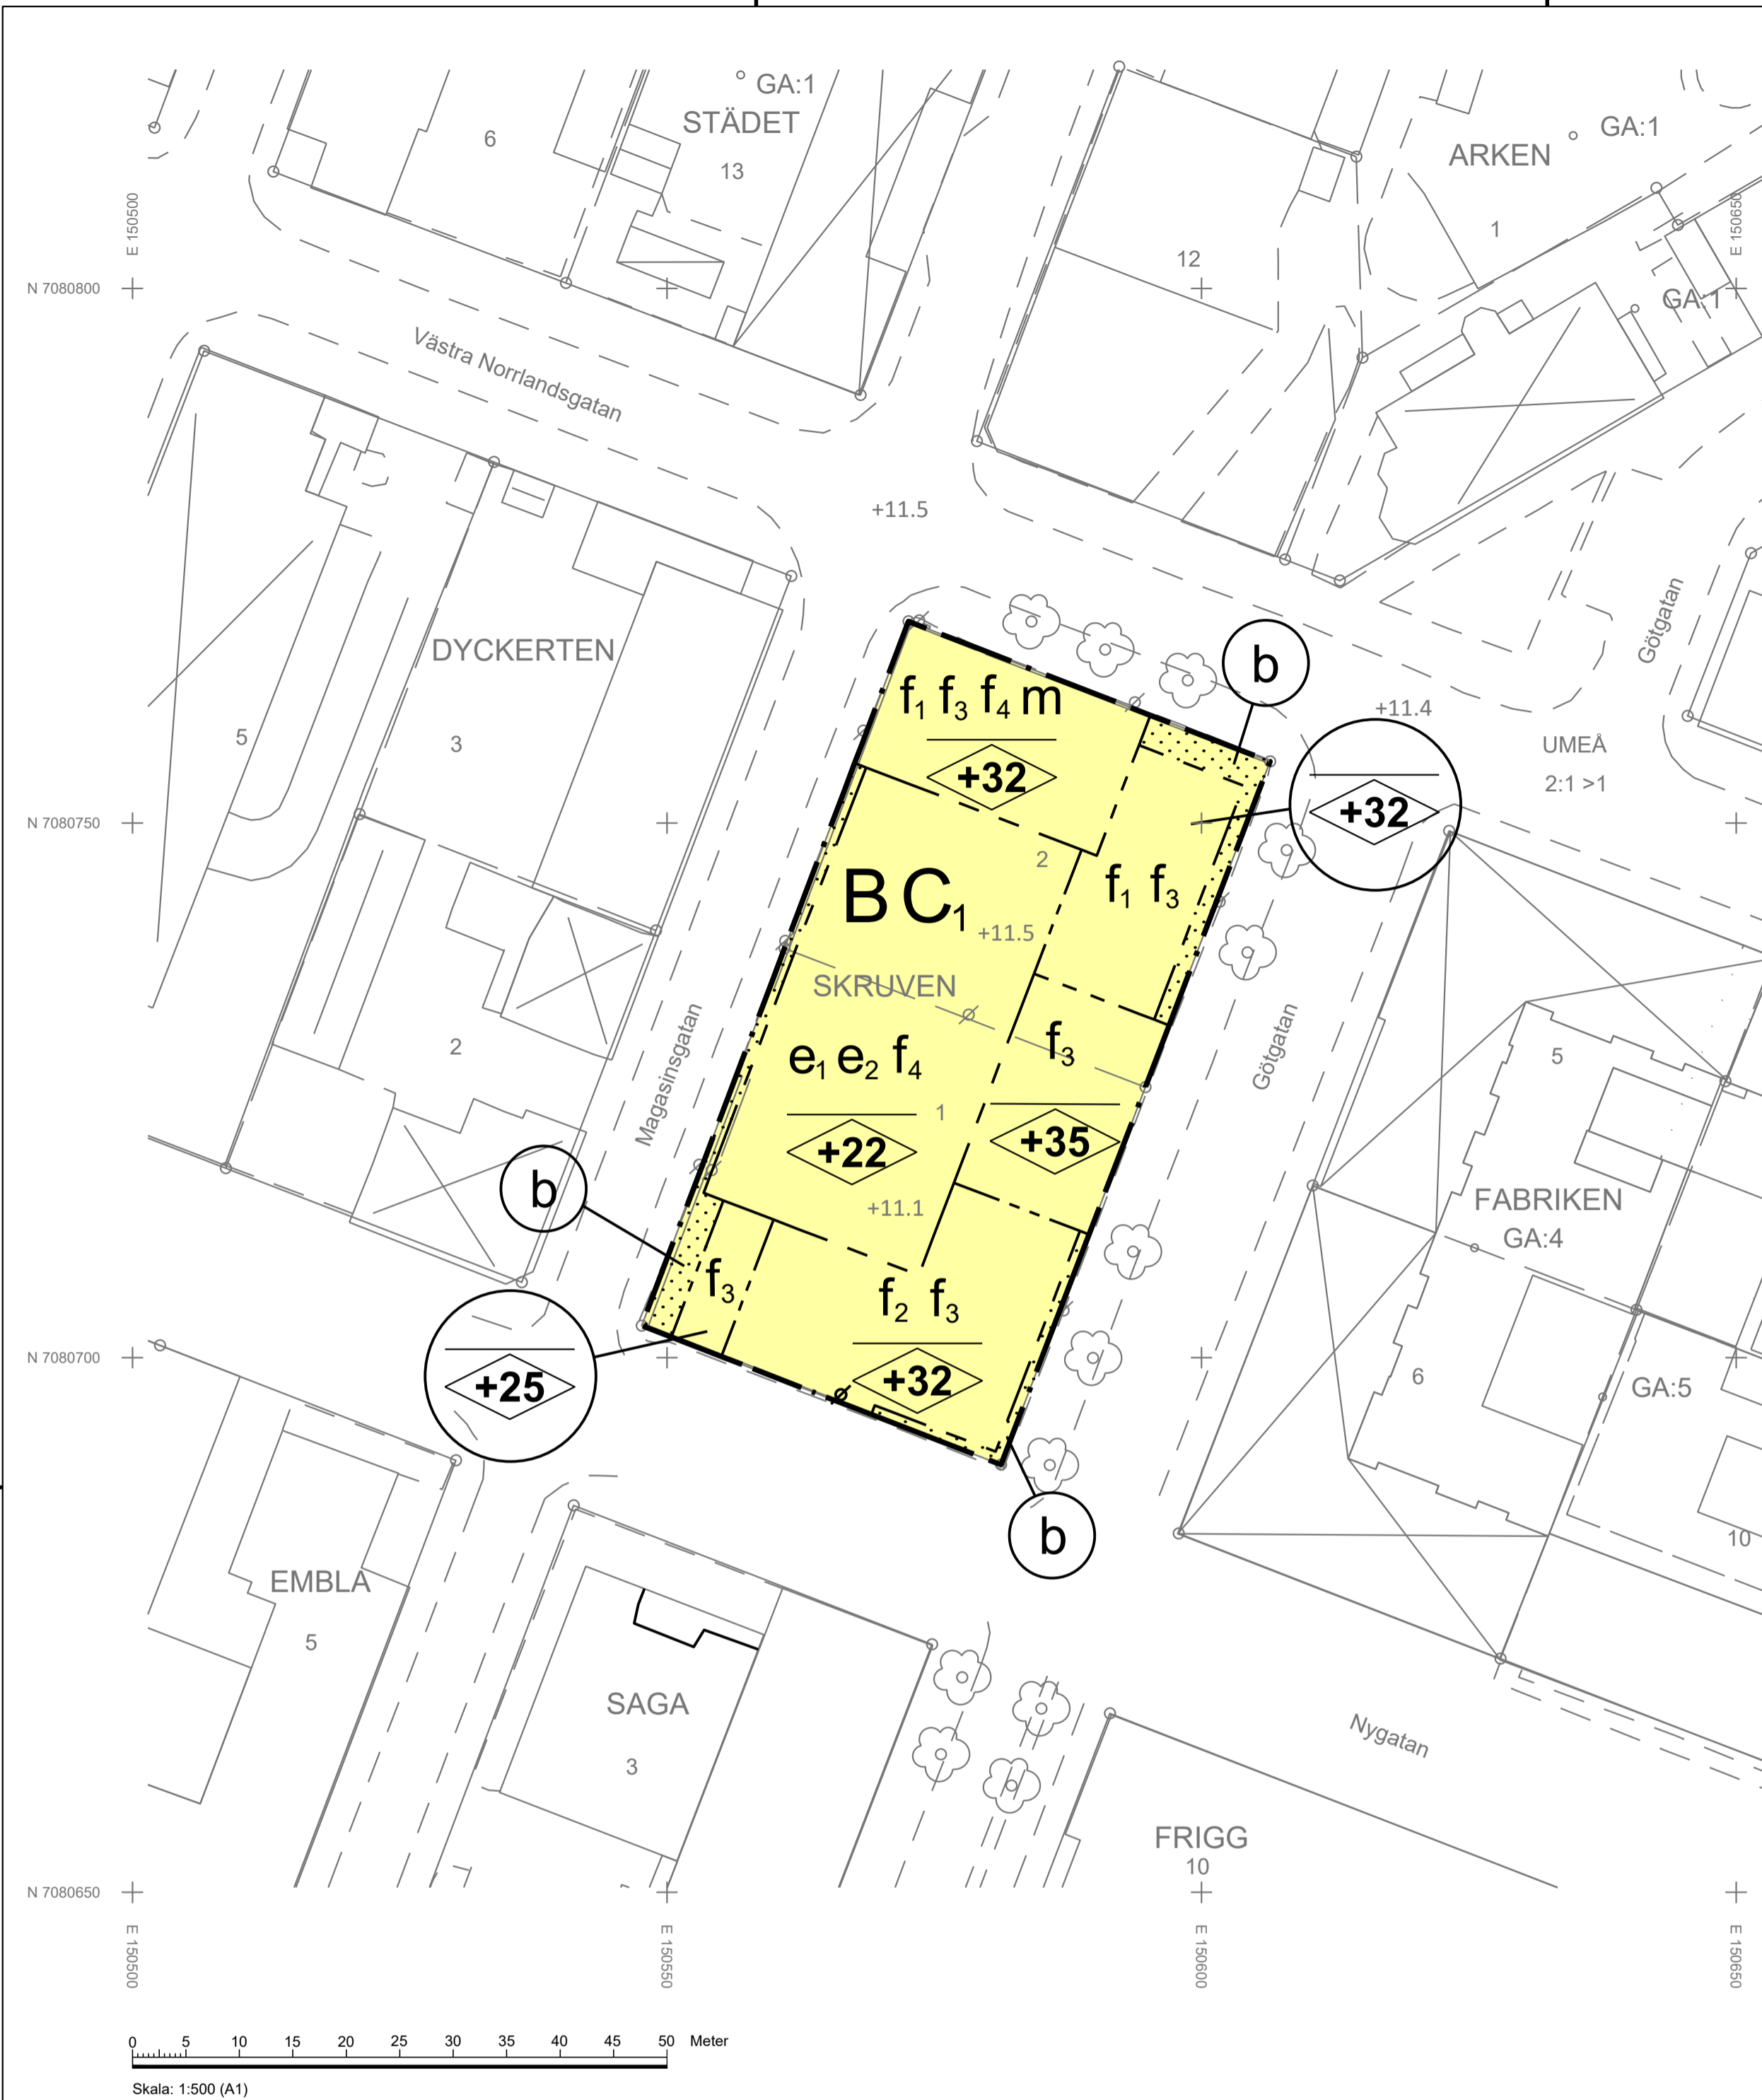 GA:1
STÄDET
6
13
GA:1
ARKEN
1
E 150500
E 150650
12
N 7080800
GA:1
Västra Norrlandsgatan
+11.5
Götgatan
DYCKERTEN
b
f1 f3 f4 m
+11.4
5
3
UMEÅ
2:1 >1
+32
+32
N 7080750
2
f1 f3
B C1
+11.5
SKRUVEN
f3
e1 e2 f4
2
Magasinsgatan
Götgatan
5
1
+35
+22
b
FABRIKEN
+11.1
GA:4
f3
f2 f3
N 7080700
+32
+25
6
GA:5
b
10
EMBLA
5
SAGA
Nygatan
3
FRIGG
10
N 7080650
E 150500
E 150550
E 150600
E 150650
0 5 10 15 20 25 30 35 40 45 50 Meter
Skala: 1:500 (A1)